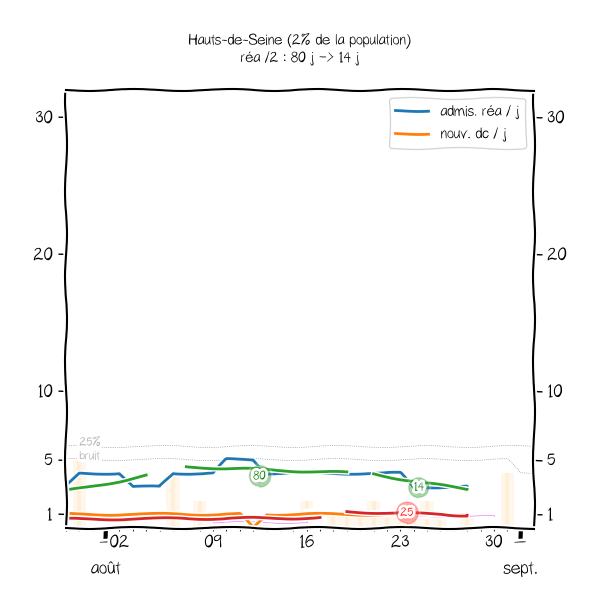 Hauts-de-Seine (2% de la population)
réa /2 : 80 j -> 14 j
admis. réa / j
nouv. dc / j
30 30
20 20
10 10
25%
5 bruit 5
80
14
25
1 1
02 09 16 23 30
août sept.